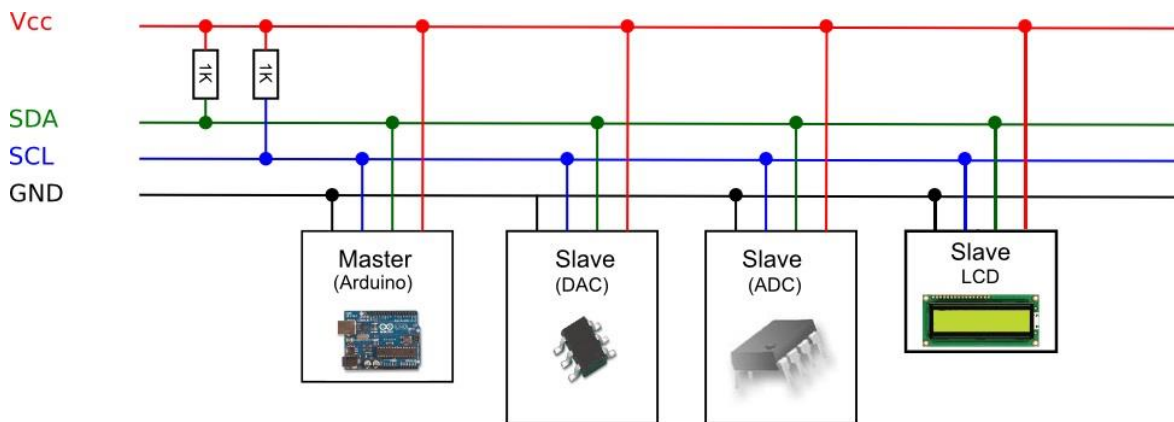 Vcc
1K
1K
SDA
SCL
GND
Master
(Arduino)
Slave
(DAC)
Slave
(ADC)
Slave
LCD